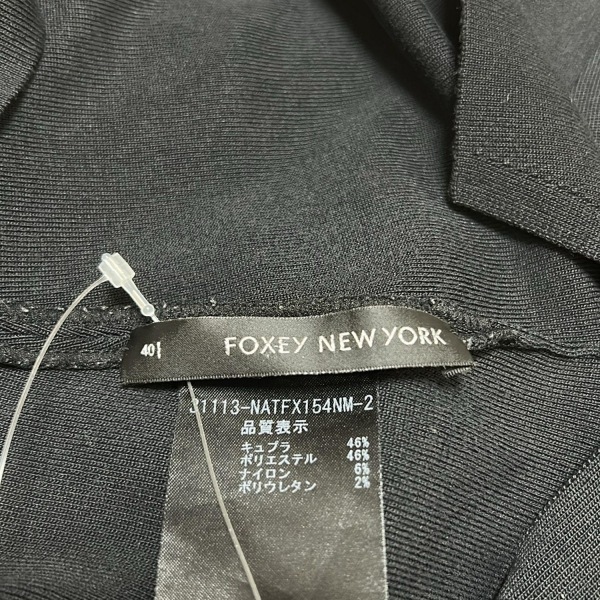 40
FOXEY NEW YORK
31113-NATFX154NM-2
品質表示
キュプラ 46%
ポリエステル 46%
ナイロン 6%
ポリウレタン 2%